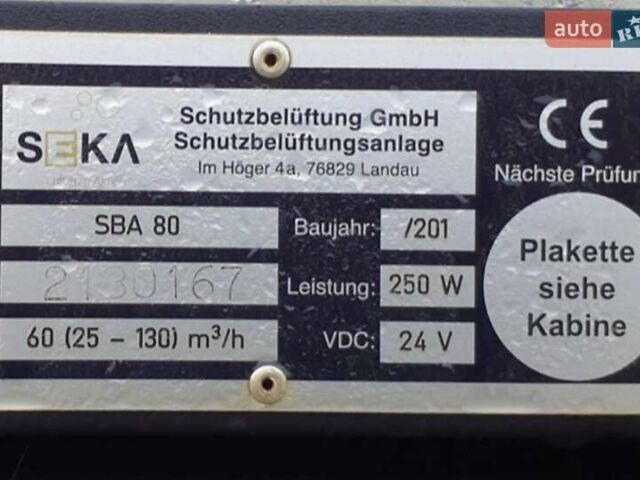 auto
RI
SEKA
Schutzbelüftung GmbH
Schutzbelüftungsanlage
Im Höger 4a, 76829 Landau
CE
Nächste Prüfun
SBA 80
Baujahr: /201
2130167
Leistung: 250 W
60 (25 - 130) m³/h
VDC: 24 V
Plakette
siehe
Kabine